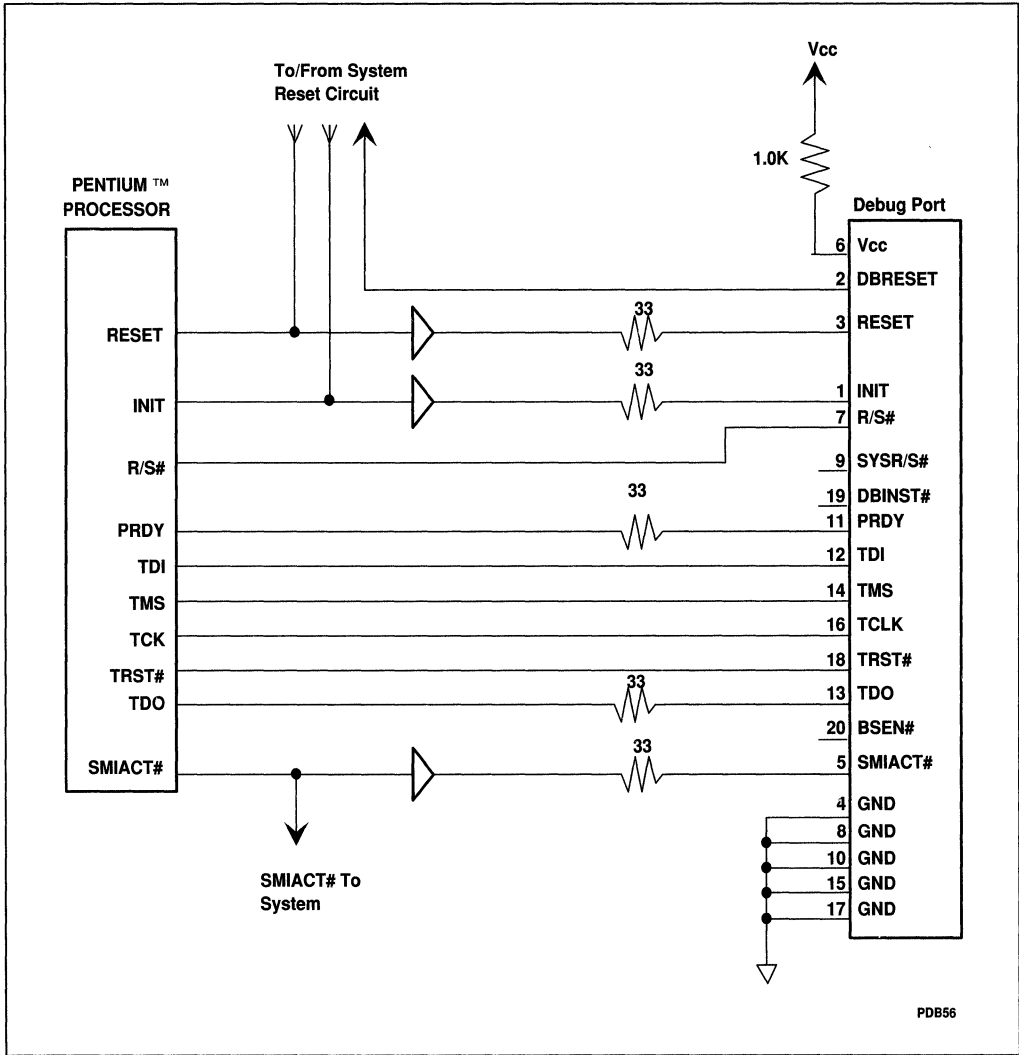 Vcc
To/From System
Reset Circuit
1.0K
PENTIUM ™
PROCESSOR
Debug Port
6 Vcc
2 DBRESET
RESET 33 3 RESET
INIT 33 1 INIT
7 R/S#
R/S#
9 SYSR/S#
19 DBINST#
PRDY 33 11 PRDY
TDI 12 TDI
TMS 14 TMS
TCK 16 TCLK
TRST# 18 TRST#
TDO 33 13 TDO
20 BSEN#
SMIACT# 33 5 SMIACT#
4 GND
8 GND
10 GND
15 GND
17 GND
SMIACT# To
System
PDB56